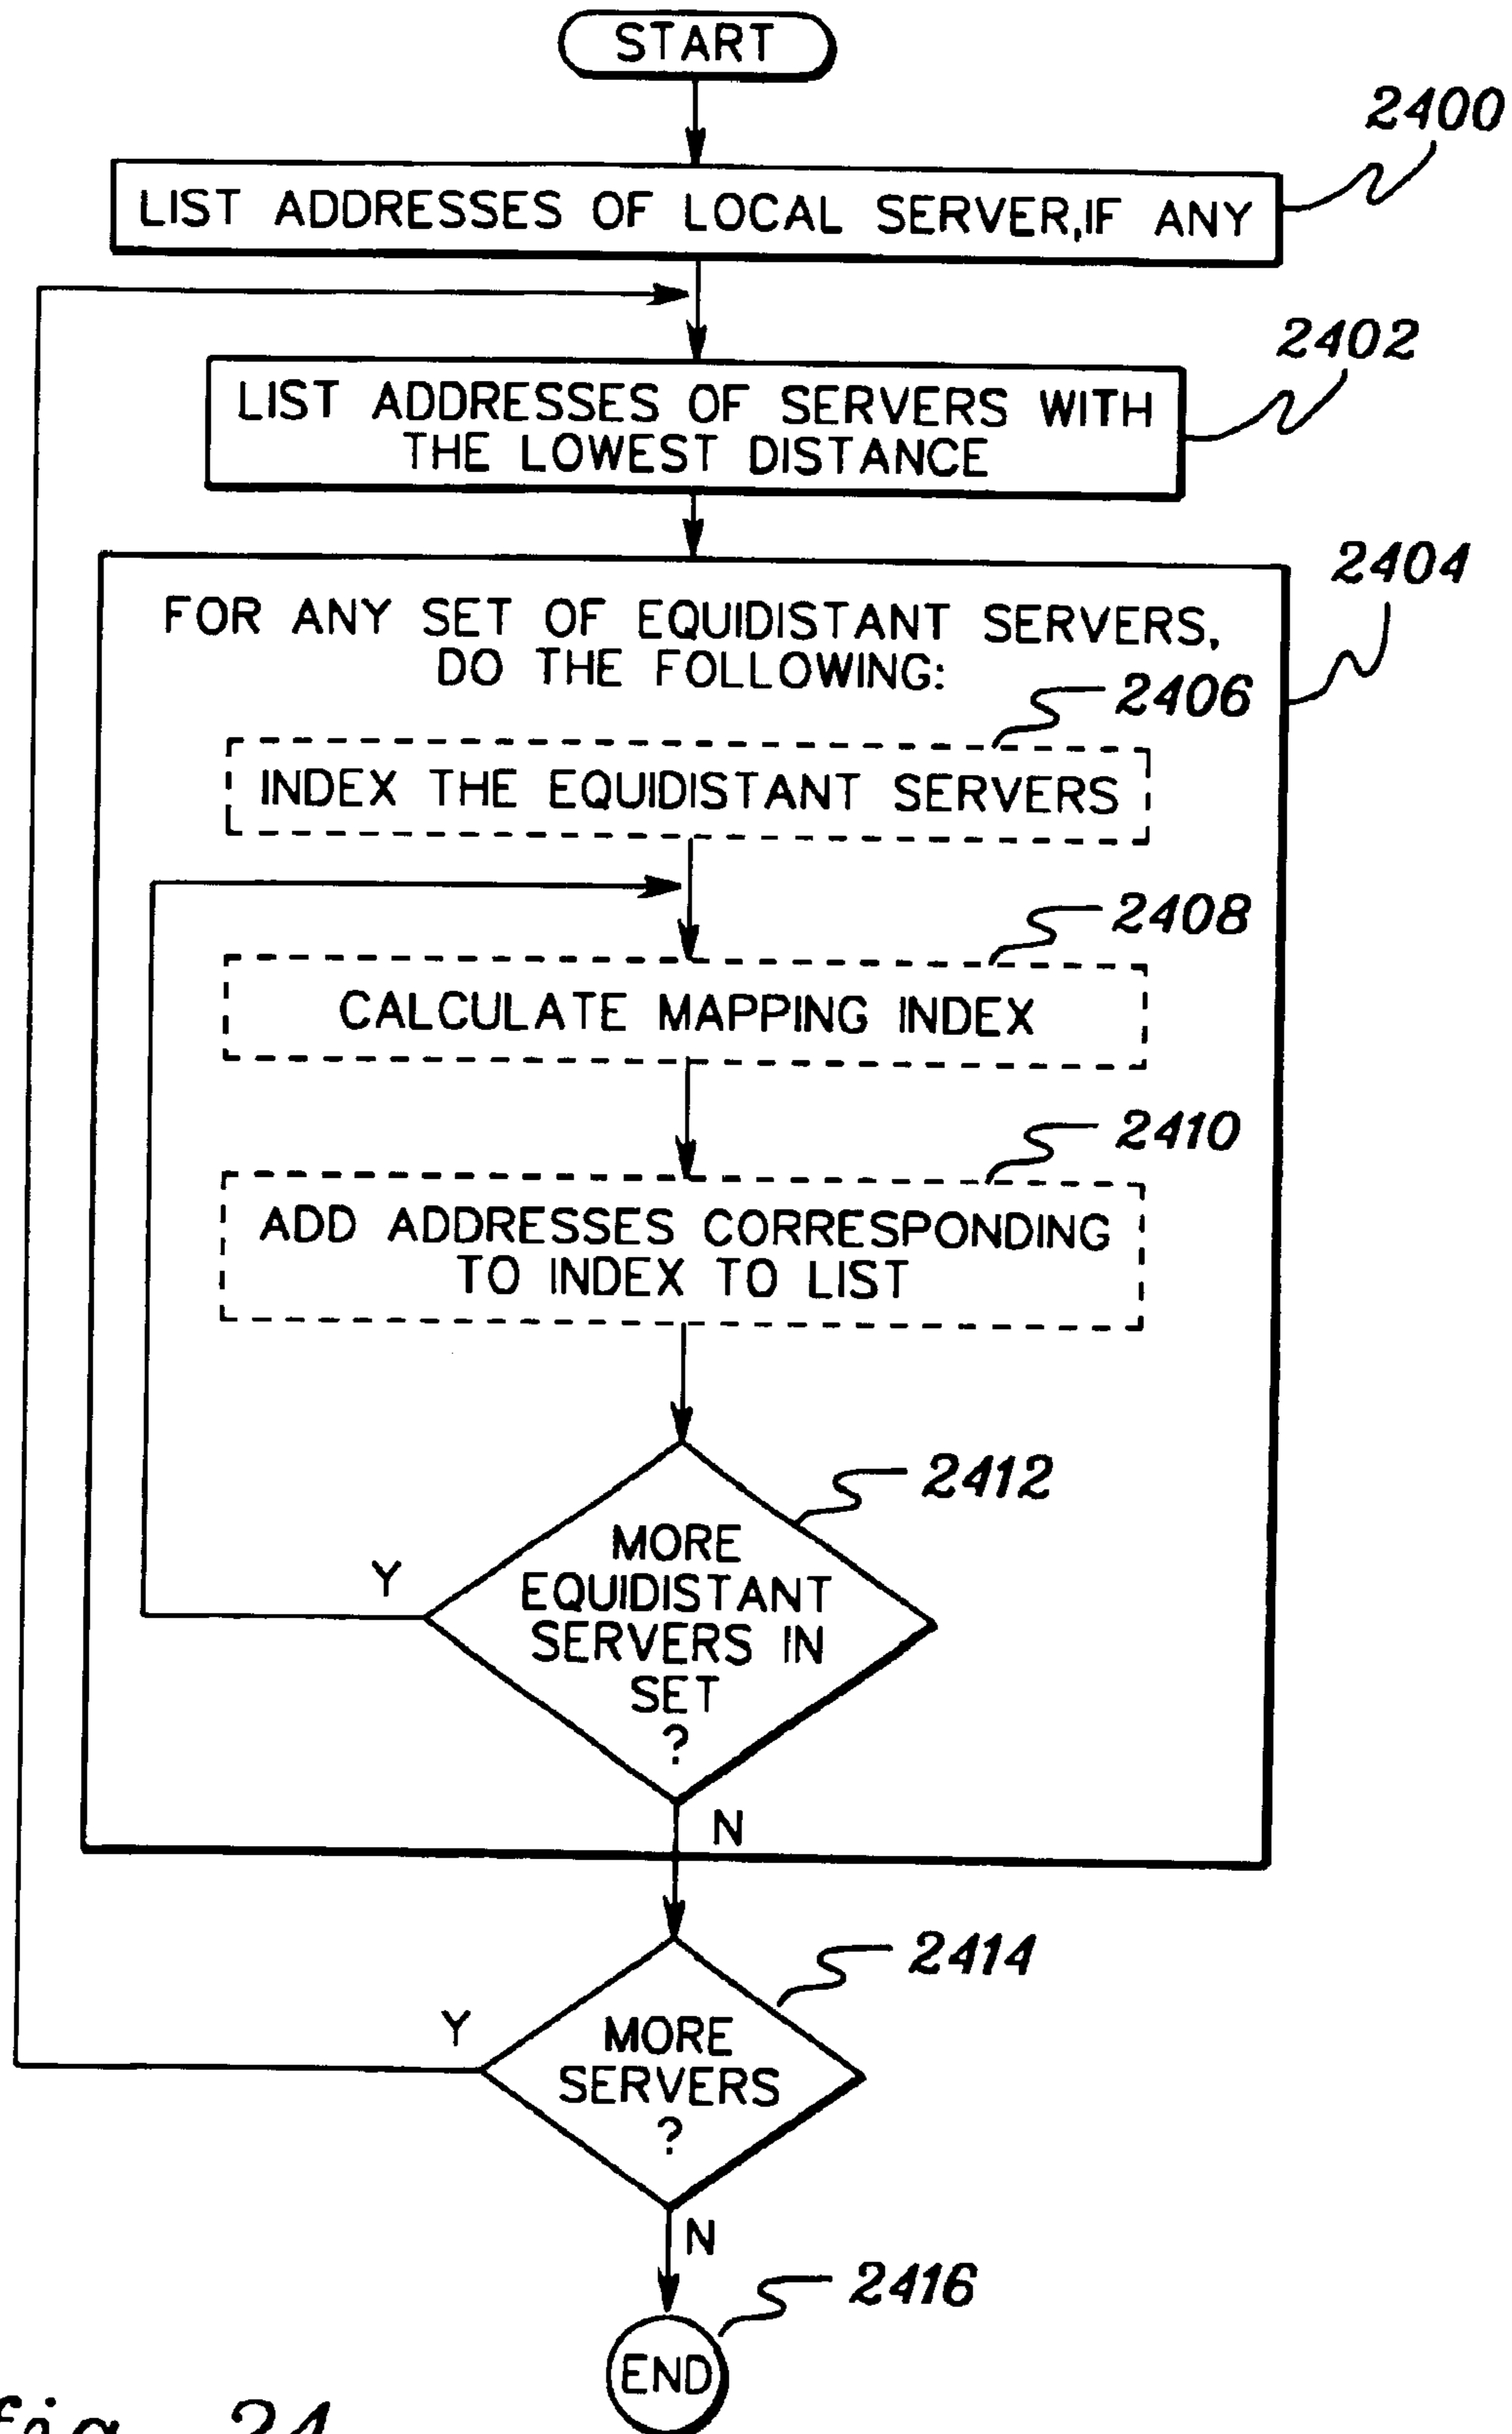 START
2400
LIST ADDRESSES OF LOCAL SERVER,IF ANY
2402
LIST ADDRESSES OF SERVERS WITH
THE LOWEST DISTANCE
2404
FOR ANY SET OF EQUIDISTANT SERVERS,
DO THE FOLLOWING:
2406
INDEX THE EQUIDISTANT SERVERS
2408
CALCULATE MAPPING INDEX
2410
ADD ADDRESSES CORRESPONDING
TO INDEX TO LIST
2412
MORE
EQUIDISTANT
SERVERS IN
SET
?
Y
N
2414
MORE
SERVERS
?
Y
N
2416
END
fig. 24